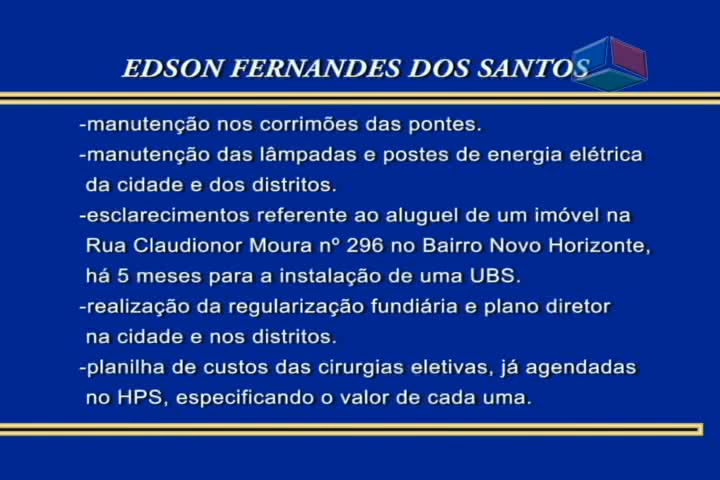 EDSON FERNANDES DOS SANTOS
-manutenção nos corrimões das pontes.
-manutenção das lâmpadas e postes de energia elétrica
da cidade e dos distritos.
-esclarecimentos referente ao aluguel de um imóvel na
Rua Claudionor Moura nº 296 no Bairro Novo Horizonte,
há 5 meses para a instalação de uma UBS.
-realização da regularização fundiária e plano diretor
na cidade e nos distritos.
-planilha de custos das cirurgias eletivas, já agendadas
no HPS, especificando o valor de cada uma.